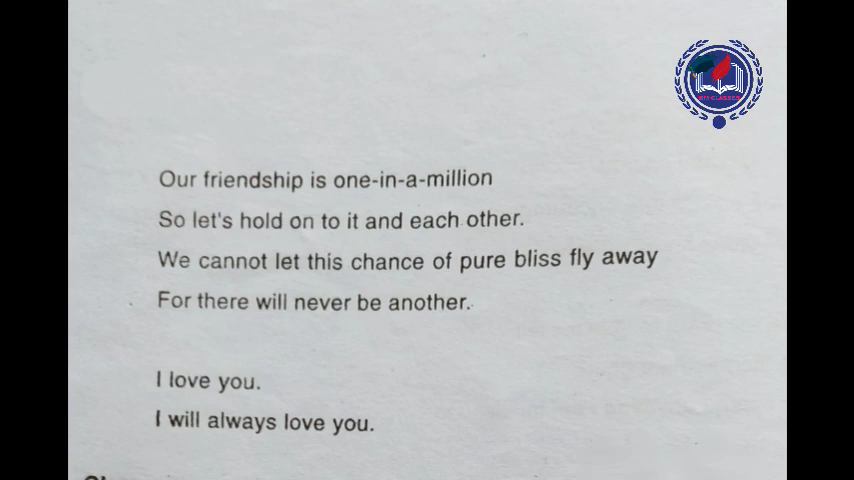 Our friendship is one-in-a-million
So let's hold on to it and each other.
We cannot let this chance of pure bliss fly away
For there will never be another.
I love you.
I will always love you.